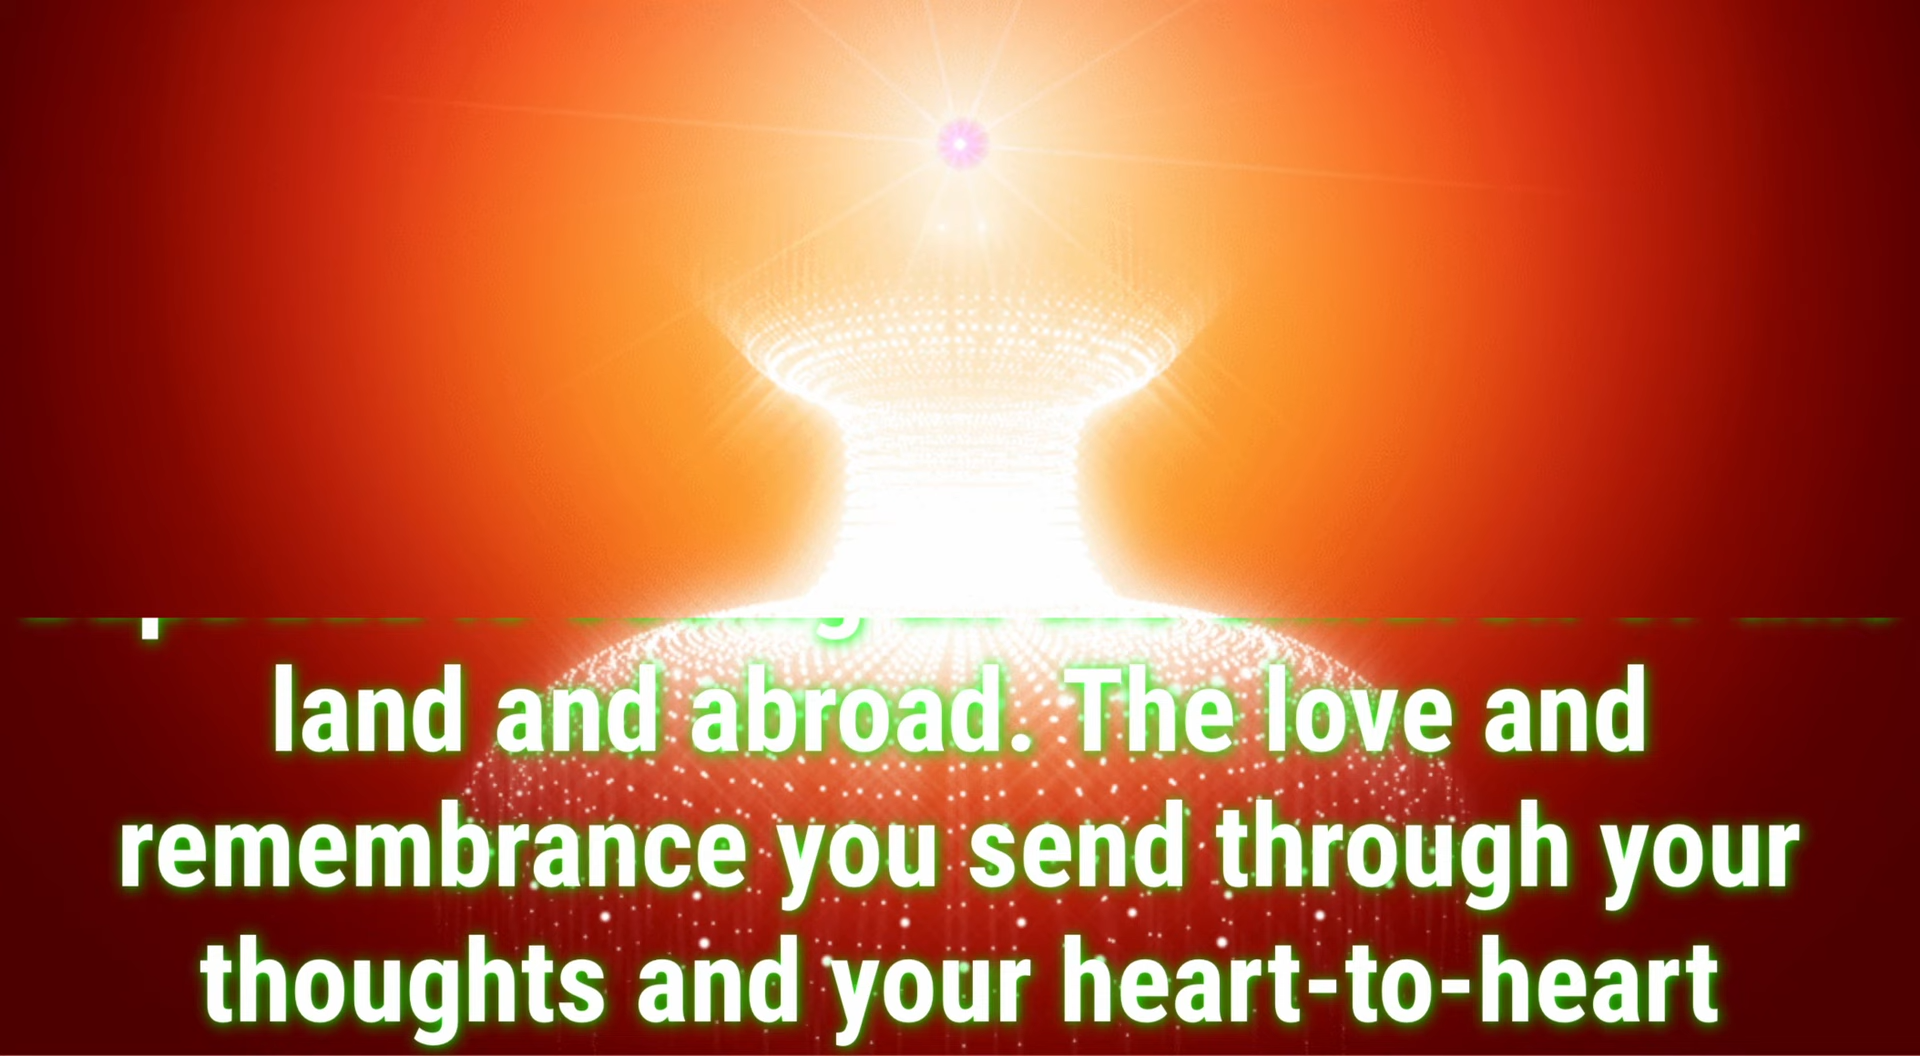 land and abroad. The love and
remembrance you send through your
thoughts and your heart-to-heart